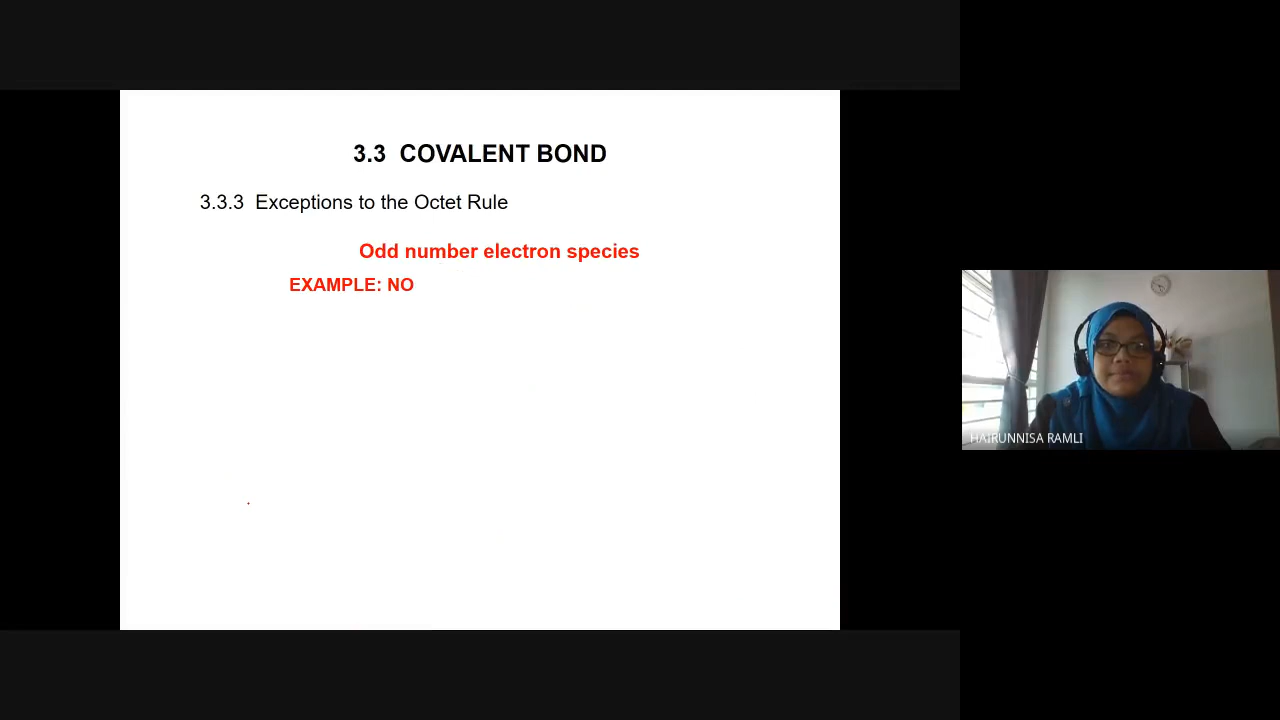 3.3 COVALENT BOND
3.3.3 Exceptions to the Octet Rule
Odd number electron species
EXAMPLE: NO
HAIRUNNISA RAMLI